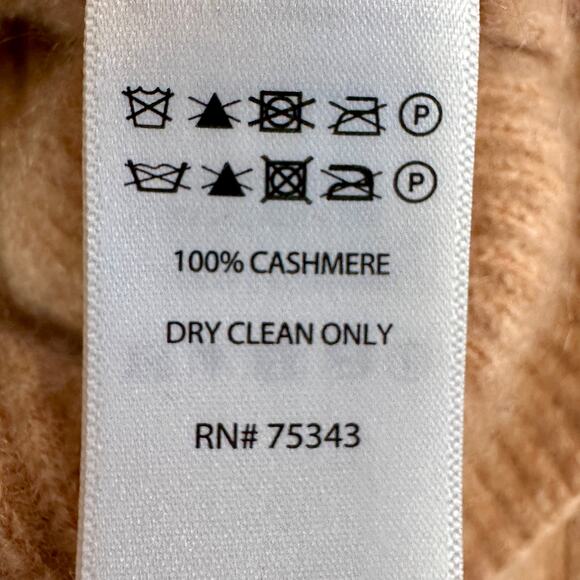 P
P
100% CASHMERE
DRY CLEAN ONLY
RN# 75343